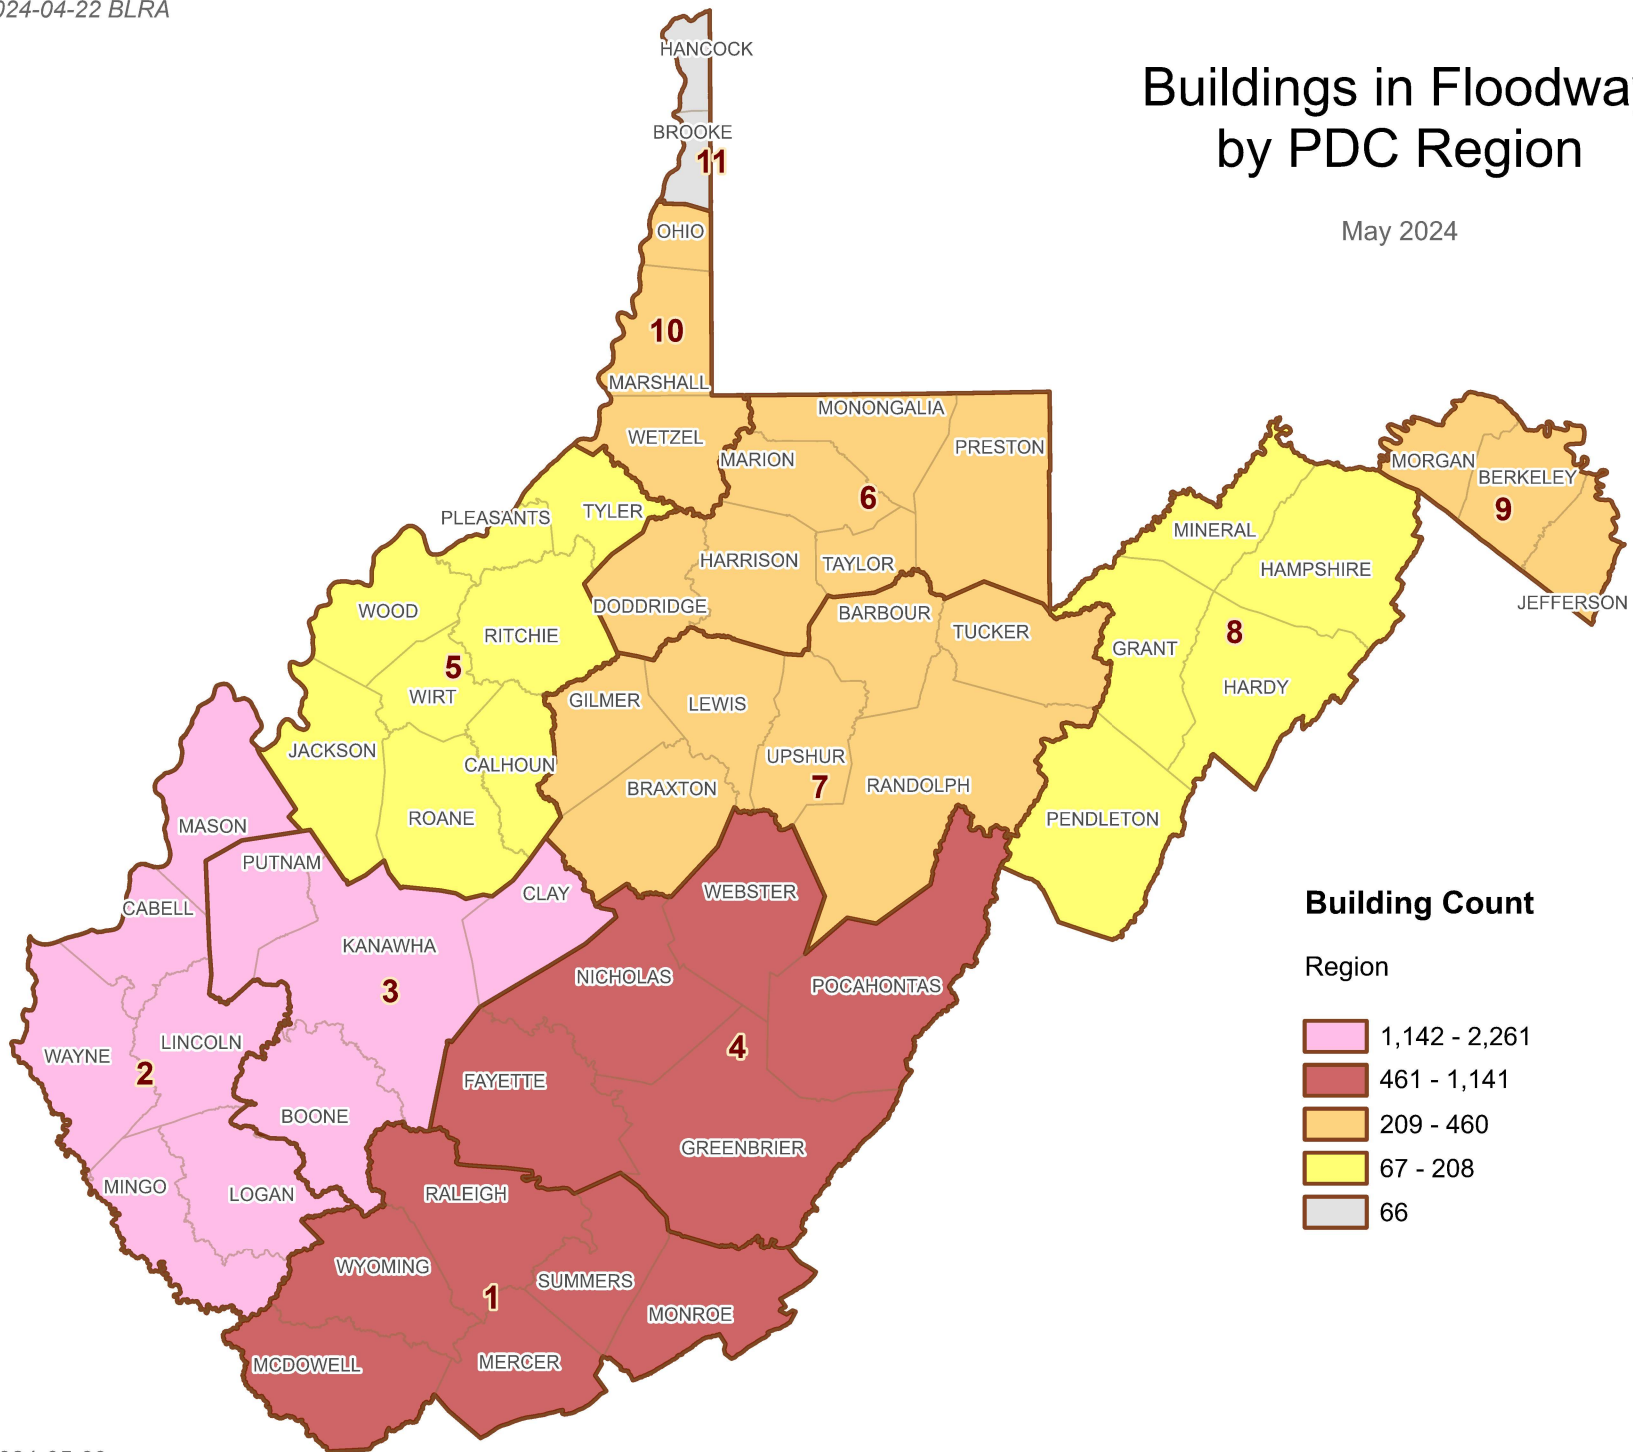 024-04-22 BLRA
Buildings in Floodwa
by PDC Region
May 2024
HANCOCK
BROOKE
11
OHIO
10
MARSHALL
WETZEL
MONONGALIA
MARION
PRESTON
6
MORGAN
BERKELEY
9
JEFFERSON
PLEASANTS
TYLER
MINERAL
HARRISON
TAYLOR
HAMPSHIRE
WOOD
DODDRIDGE
BARBOUR
RITCHIE
TUCKER
8
GRANT
5
WIRT
GILMER
LEWIS
HARDY
JACKSON
CALHOUN
UPSHUR
7
RANDOLPH
BRAXTON
ROANE
MASON
PENDLETON
PUTNAM
CLAY
WEBSTER
CABELL
KANAWHA
3
NICHOLAS
POCAHONTAS
LINCOLN
WAYNE
2
4
FAYETTE
BOONE
GREENBRIER
MINGO
LOGAN
RALEIGH
WYOMING
SUMMERS
1
MONROE
MCDOWELL
MERCER
Building Count
Region
1,142 - 2,261
461 - 1,141
209 - 460
67 - 208
66